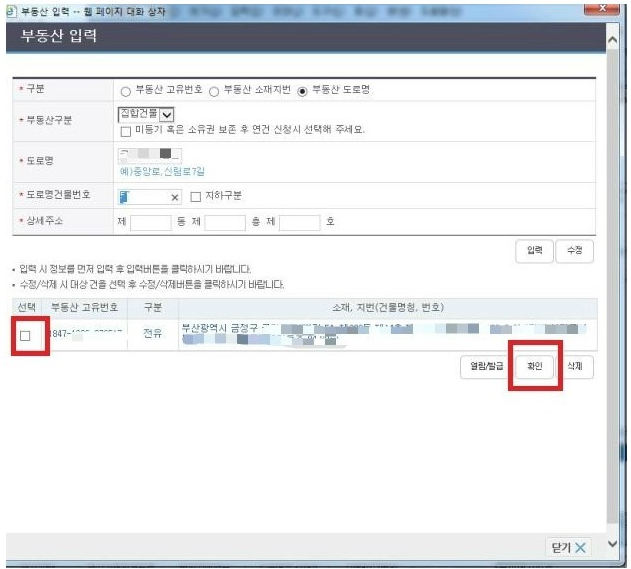 부동산 입력 -- 웹 페이지 대화 상자
부동산 입력
* 구분 부동산 고유번호 부동산 소재지번 부동산 도로명
* 부동산구분 집합건물
미등기 혹은 소유권 보존 후 연건 신청시 선택해 주세요.
* 도로명
예)중앙로,신림로7길
* 도로명건물번호 × 지하구분
* 상세주소 제 동 제 층 제 호
입력 수정
• 입력 시 정보를 먼저 입력 후 입력버튼을 클릭하시기 바랍니다.
• 수정/삭제 시 대상 건을 선택 후 수정/삭제버튼을 클릭하시기 바랍니다.
선택 부동산 고유번호 구분 소재, 지번(건물명칭, 번호)
전유 부산광역시 금정구
열람/발급 확인 삭제
닫기 ×